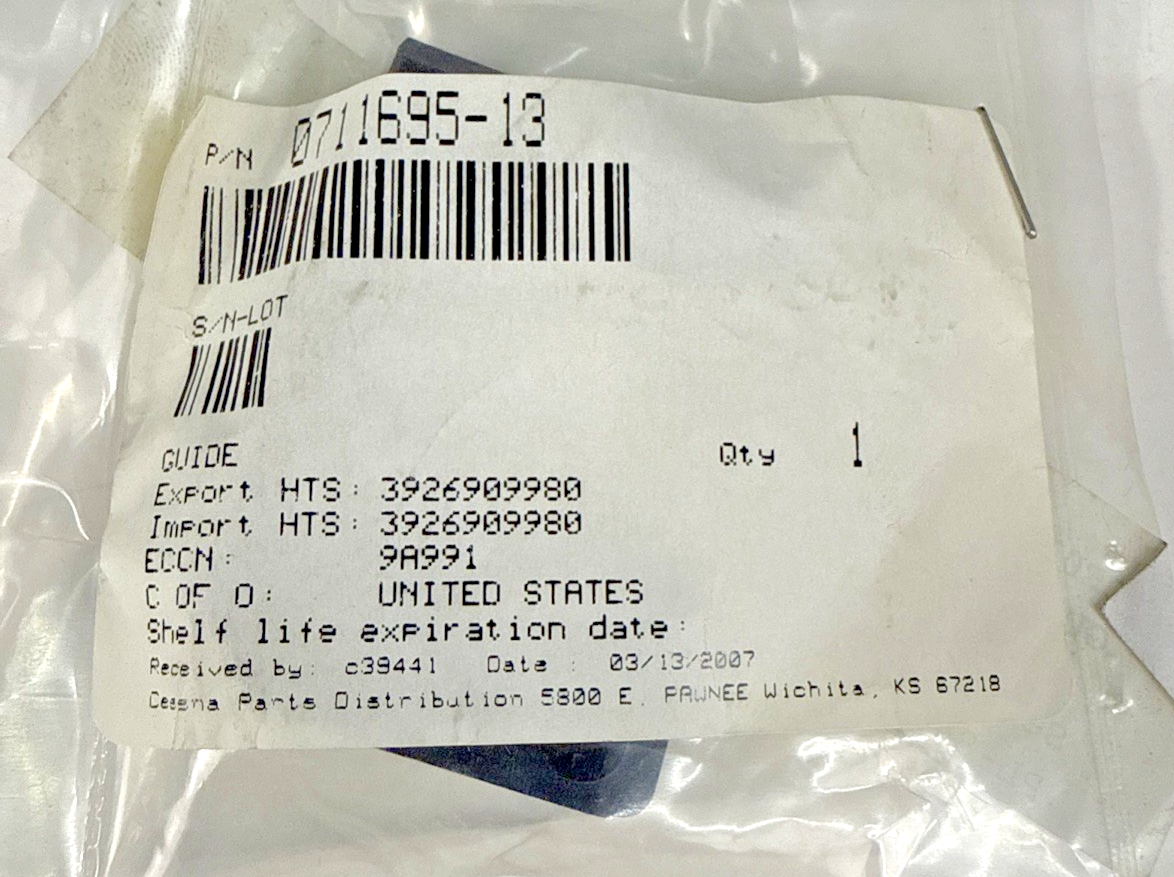 P/N 0711695-13
S/N-LOT
GUIDE Qty 1
Export HTS: 3926909980
Import HTS: 3926909980
ECCN: 9A991
C OF O: UNITED STATES
Shelf life expiration date:
Received by: c39441 Date : 03/13/2007
Cessna Parts Distribution 5800 E. PAWNEE Wichita, KS 67218